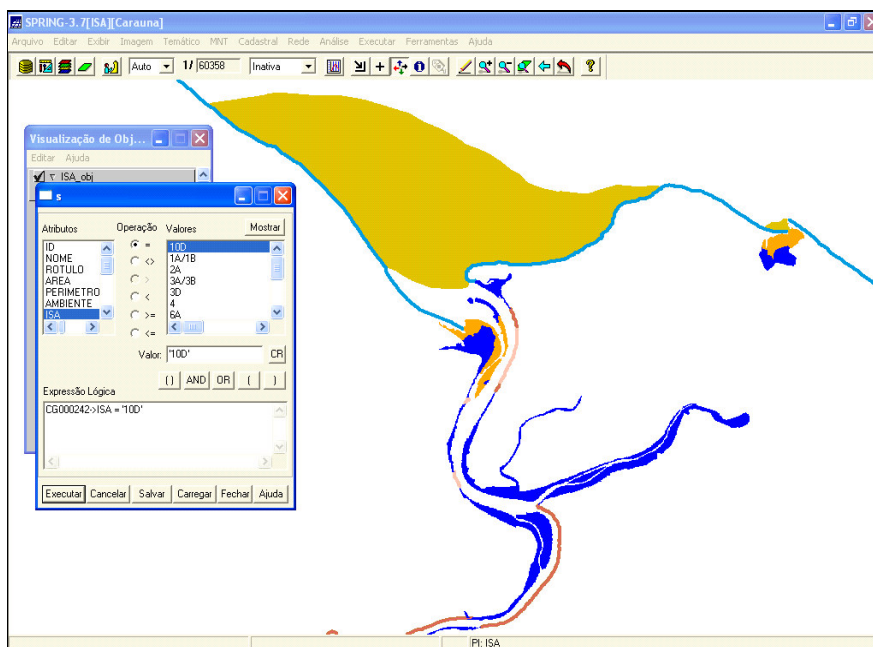 SPRING-3.7[ISA][Carauna]
Arquivo Editar Exibir Imagem Temático MNT Cadastral Rede Análise Executar Ferramentas Ajuda
Auto 1/ 60358 Inativa
Visualização de Obj...
Editar Ajuda
ISA_obj
s
Atributos Operação Valores Mostrar
ID = 10D
NOME <> 1A/1B
ROTULO 2A
AREA > 3A/3B
PERIMETRO < 3D
AMBIENTE >= 4
ISA <= 6A
Valor: '10D' CR
() AND OR ( )
Expressão Lógica
CG000242->ISA = '10D'
Executar Cancelar Salvar Carregar Fechar Ajuda
PI: ISA